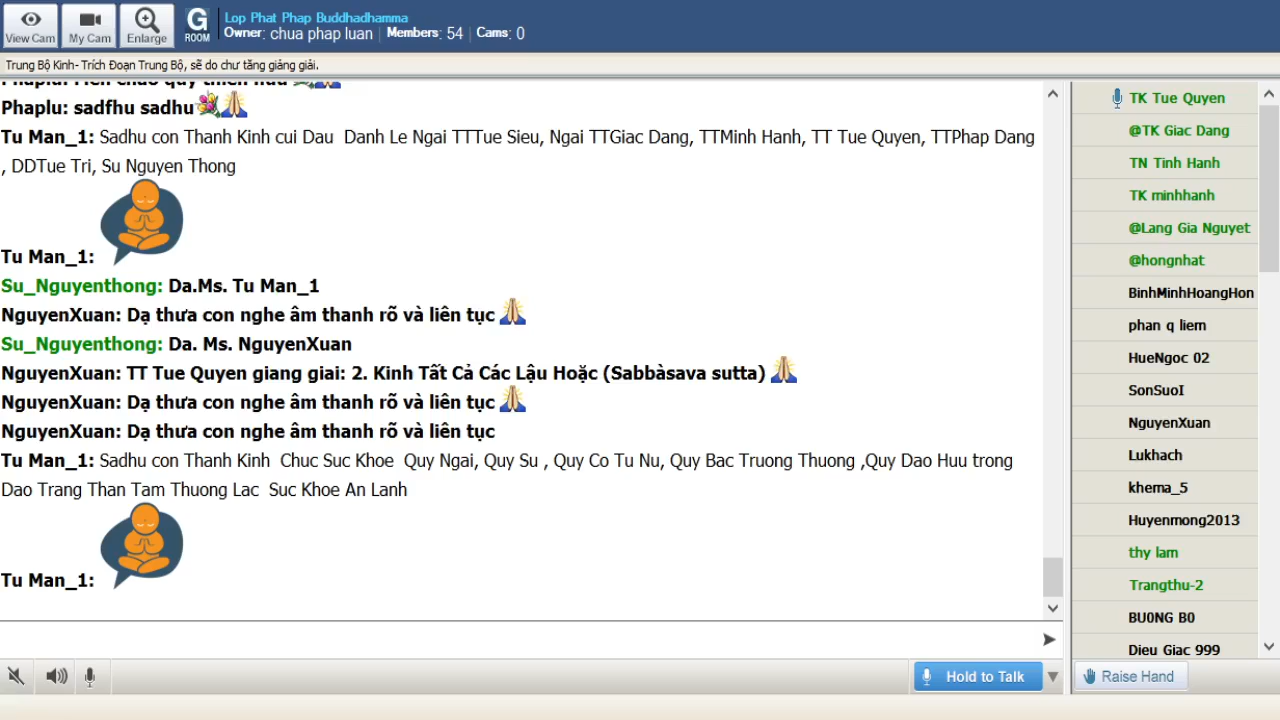 View Cam
My Cam
Enlarge
G
ROOM
Lop Phat Phap Buddhadhamma
Owner: chua phap luan | Members: 54 | Cams: 0
Trung Bộ Kinh- Trích Đoạn Trung Bộ, sẽ do chư tăng giảng giải.
Phaplu: sadfhu sadhu
Tu Man_1: Sadhu con Thanh Kinh cui Dau Danh Le Ngai TTTue Sieu, Ngai TTGiac Dang, TTMinh Hanh, TT Tue Quyen, TTPhap Dang
, DDTue Tri, Su Nguyen Thong
Tu Man_1:
Su_Nguyenthong: Da.Ms. Tu Man_1
NguyenXuan: Dạ thưa con nghe âm thanh rõ và liên tục
Su_Nguyenthong: Da. Ms. NguyenXuan
NguyenXuan: TT Tue Quyen giang giai: 2. Kinh Tất Cả Các Lậu Hoặc (Sabbàsava sutta)
NguyenXuan: Dạ thưa con nghe âm thanh rõ và liên tục
NguyenXuan: Dạ thưa con nghe âm thanh rõ và liên tục
Tu Man_1: Sadhu con Thanh Kinh Chuc Suc Khoe Quy Ngai, Quy Su , Quy Co Tu Nu, Quy Bac Truong Thuong ,Quy Dao Huu trong
Dao Trang Than Tam Thuong Lac Suc Khoe An Lanh
Tu Man_1:
TK Tue Quyen
@TK Giac Dang
TN Tinh Hanh
TK minhhanh
@Lang Gia Nguyet
@hongnhat
BinhMinhHoangHon
phan q liem
HueNgoc 02
SonSuoI
NguyenXuan
Lukhach
khema_5
Huyenmong2013
thy lam
Trangthu-2
BU0NG B0
Dieu Giac 999
Hold to Talk
Raise Hand